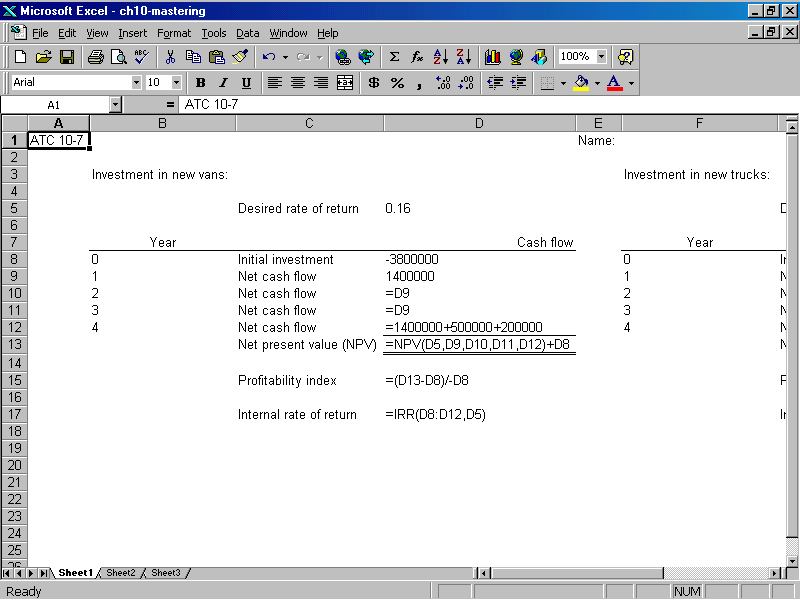 Microsoft Excel - ch10-mastering
File Edit View Insert Format Tools Data Window Help
100%
Arial 10 B I U $ % ,
A1 = ATC 10-7
A B C D E F
1 ATC 10-7 Name:
2
3 Investment in new vans: Investment in new trucks:
4
5 Desired rate of return 0.16
6
7 Year Cash flow Year
8 0 Initial investment -3800000 0
9 1 Net cash flow 1400000 1
10 2 Net cash flow =D9 2
11 3 Net cash flow =D9 3
12 4 Net cash flow =1400000+500000+200000 4
13 Net present value (NPV) =NPV(D5,D9,D10,D11,D12)+D8
14
15 Profitability index =(D13-D8)/-D8
16
17 Internal rate of return =IRR(D8:D12,D5)
18
19
20
21
22
23
24
25
26
Sheet1 Sheet2 Sheet3
Ready NUM